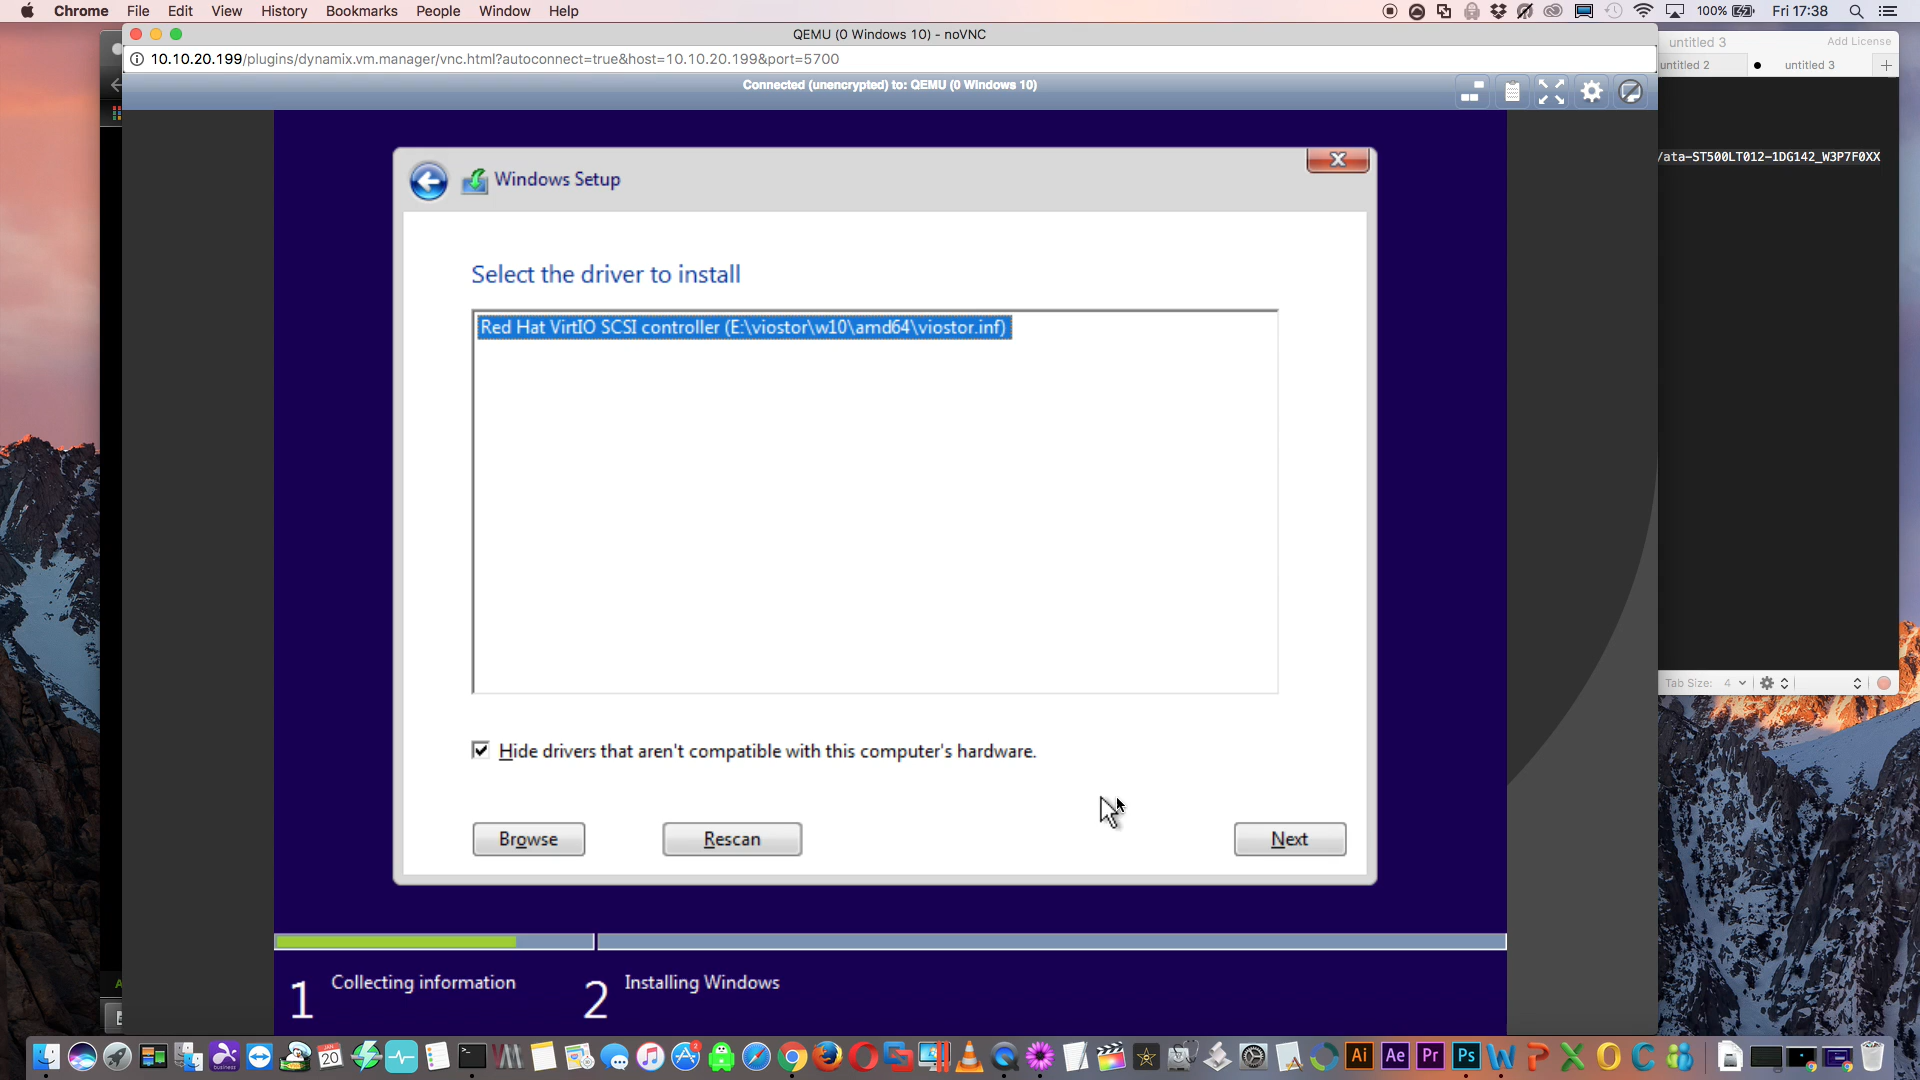 Chrome File Edit View History Bookmarks People Window Help
100% Fri 17:38
QEMU (0 Windows 10) - noVNC
untitled 3 Add License
10.10.20.199/plugins/dynamix.vm.manager/vnc.html?autoconnect=true&host=10.10.20.199&port=5700
untitled 2 untitled 3
Connected (unencrypted) to: QEMU (0 Windows 10)
/ata-ST500LT012-1DG142_W3P7F0XX
Windows Setup
Select the driver to install
Red Hat VirtIO SCSI controller (E:\viostor\w10\amd64\viostor.inf)
Tab Size: 4
Hide drivers that aren't compatible with this computer's hardware.
Browse Rescan Next
1 Collecting information 2 Installing Windows
business
JAN
20
2
Ai Ae Pr Ps